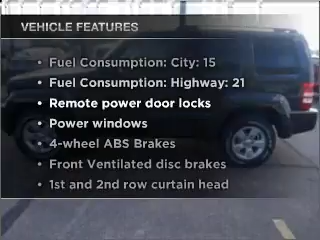 VEHICLE FEATURES
• Fuel Consumption: City: 15
• Fuel Consumption: Highway: 21
• Remote power door locks
• Power windows
• 4-wheel ABS Brakes
• Front Ventilated disc brakes
• 1st and 2nd row curtain head